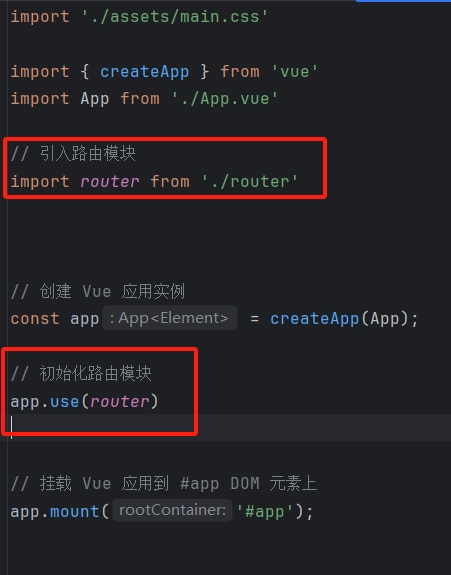 import './assets/main.css'
import { createApp } from 'vue'
import App from './App.vue'
// 引入路由模块
import router from './router'
// 创建 Vue 应用实例
const app : App<Element> = createApp(App);
// 初始化路由模块
app.use(router)
// 挂载 Vue 应用到 #app DOM 元素上
app.mount( rootContainer: '#app');